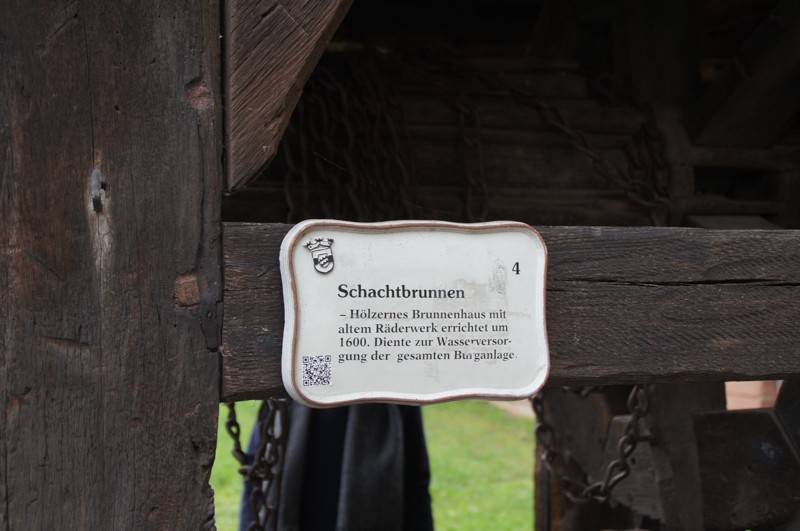 4
Schachtbrunnen
– Hölzernes Brunnenhaus mit
altem Räderwerk errichtet um
1600. Diente zur Wasserversor-
gung der gesamten Burganlage.